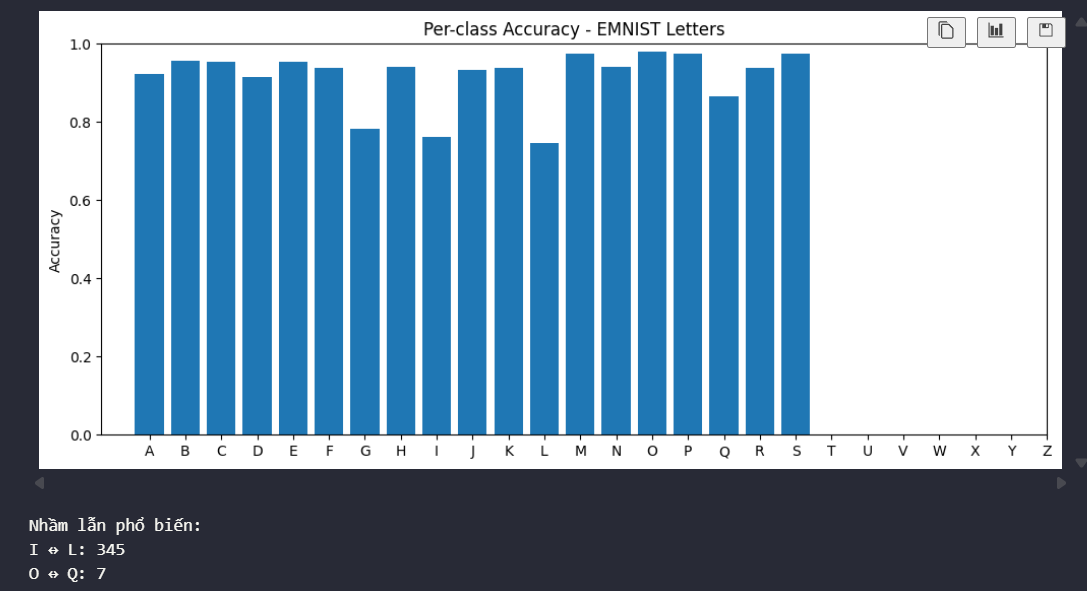 Per-class Accuracy - EMNIST Letters
1.0
0.8
0.6
0.4
0.2
0.0
Accuracy
A B C D E F G H I J K L M N O P Q R S T U V W X Y Z
Nhầm lẫn phổ biến:
I ↔ L: 345
O ↔ Q: 7